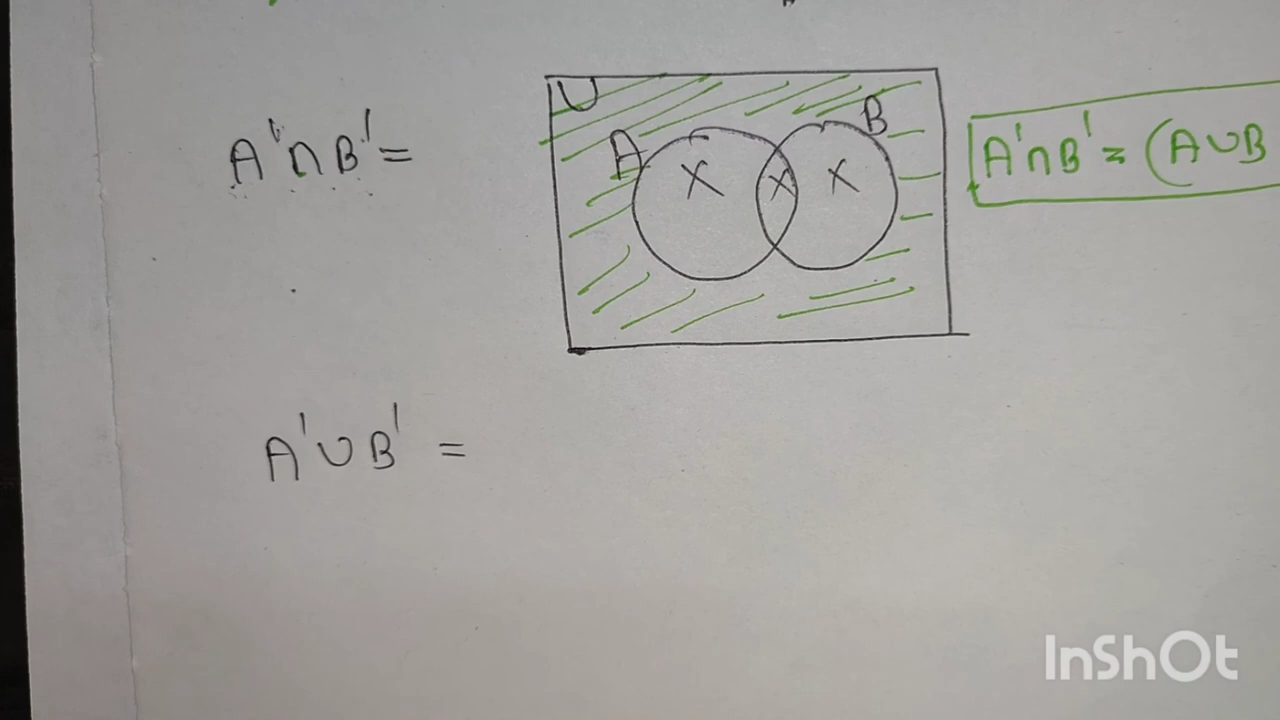 A'∩B'=
U
A
B
X
X
X
A'∩B' = (A∪B
A'∪B' =
InShOt